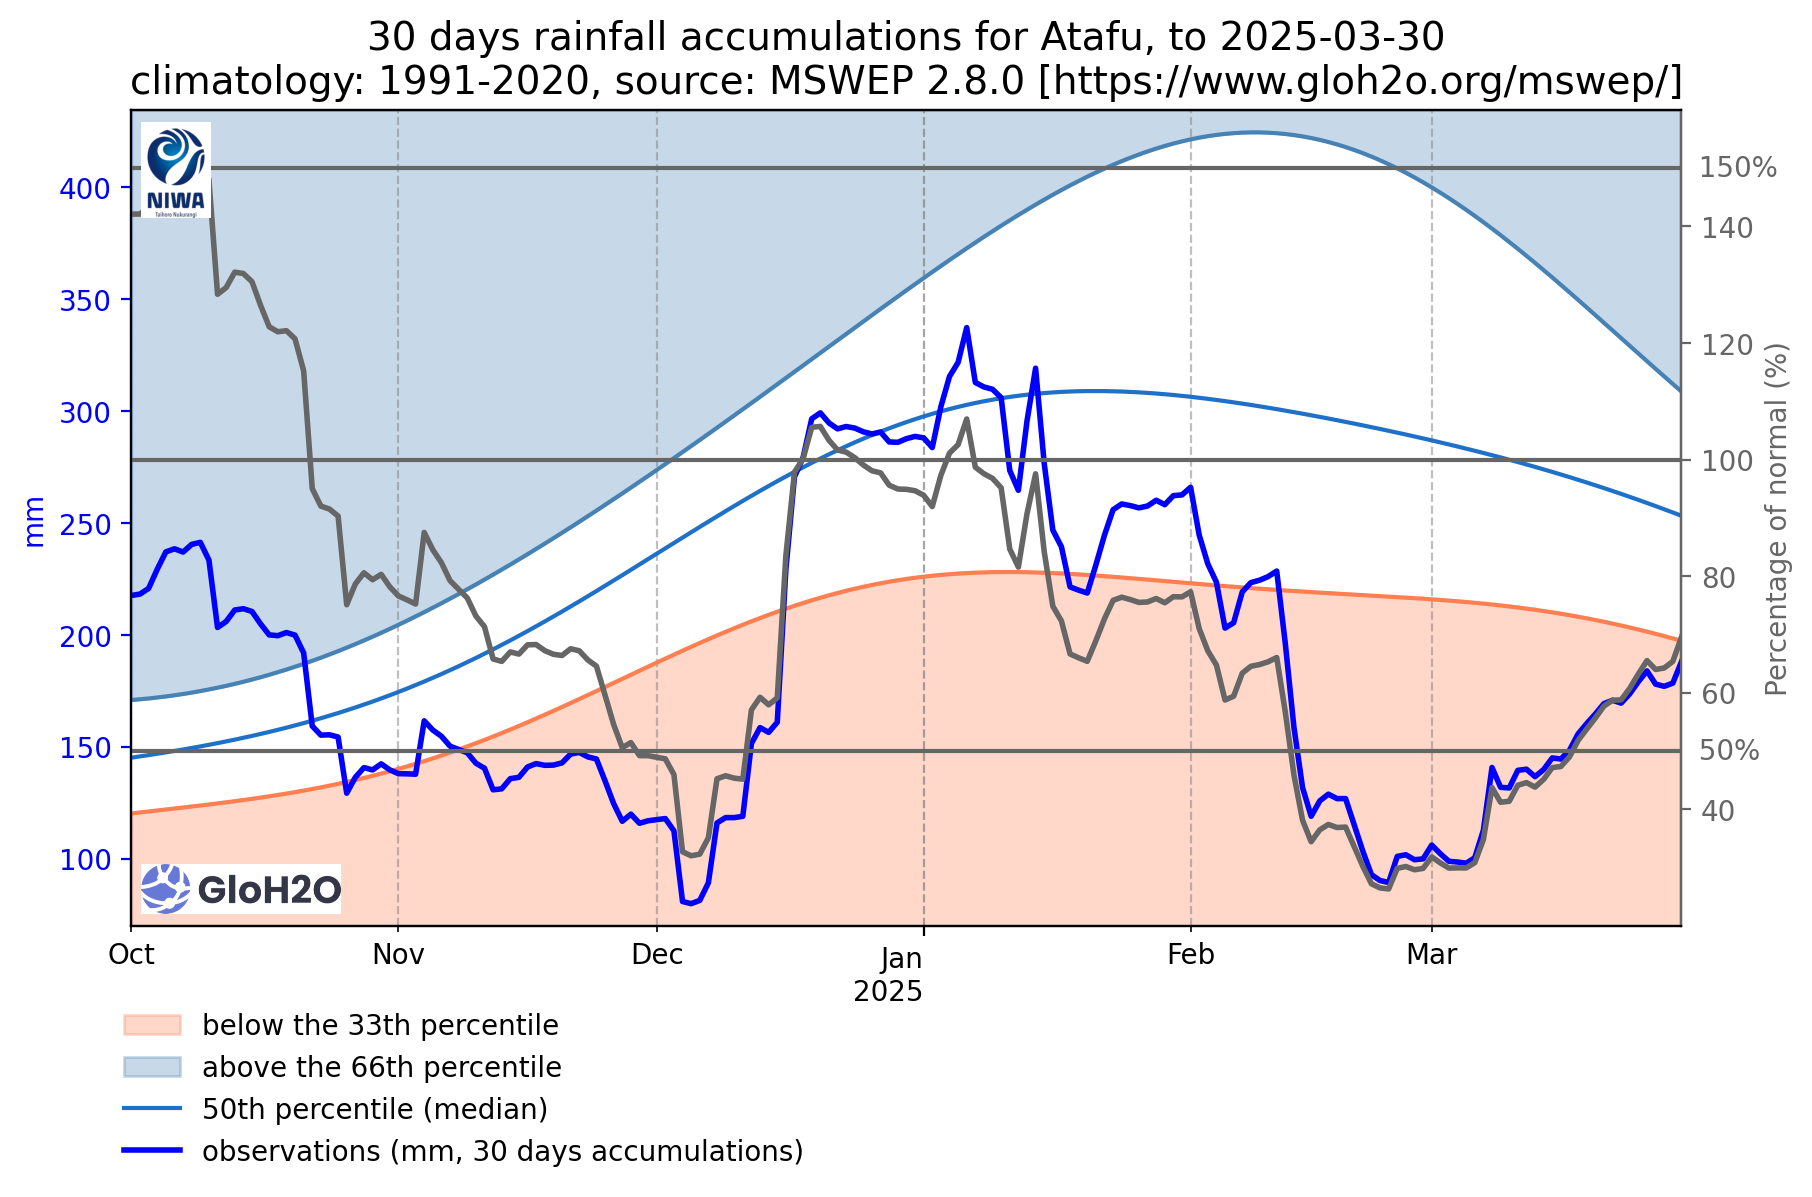 30 days rainfall accumulations for Atafu, to 2025-03-30
climatology: 1991-2020, source: MSWEP 2.8.0 [https://www.gloh2o.org/mswep/]
NIWA
Taihoro Nukurangi
400
350
300
250
200
150
100
mm
150%
140
120
100
80
60
50%
40
Percentage of normal (%)
GloH2O
Oct
Nov
Dec
Jan
2025
Feb
Mar
below the 33th percentile
above the 66th percentile
50th percentile (median)
observations (mm, 30 days accumulations)